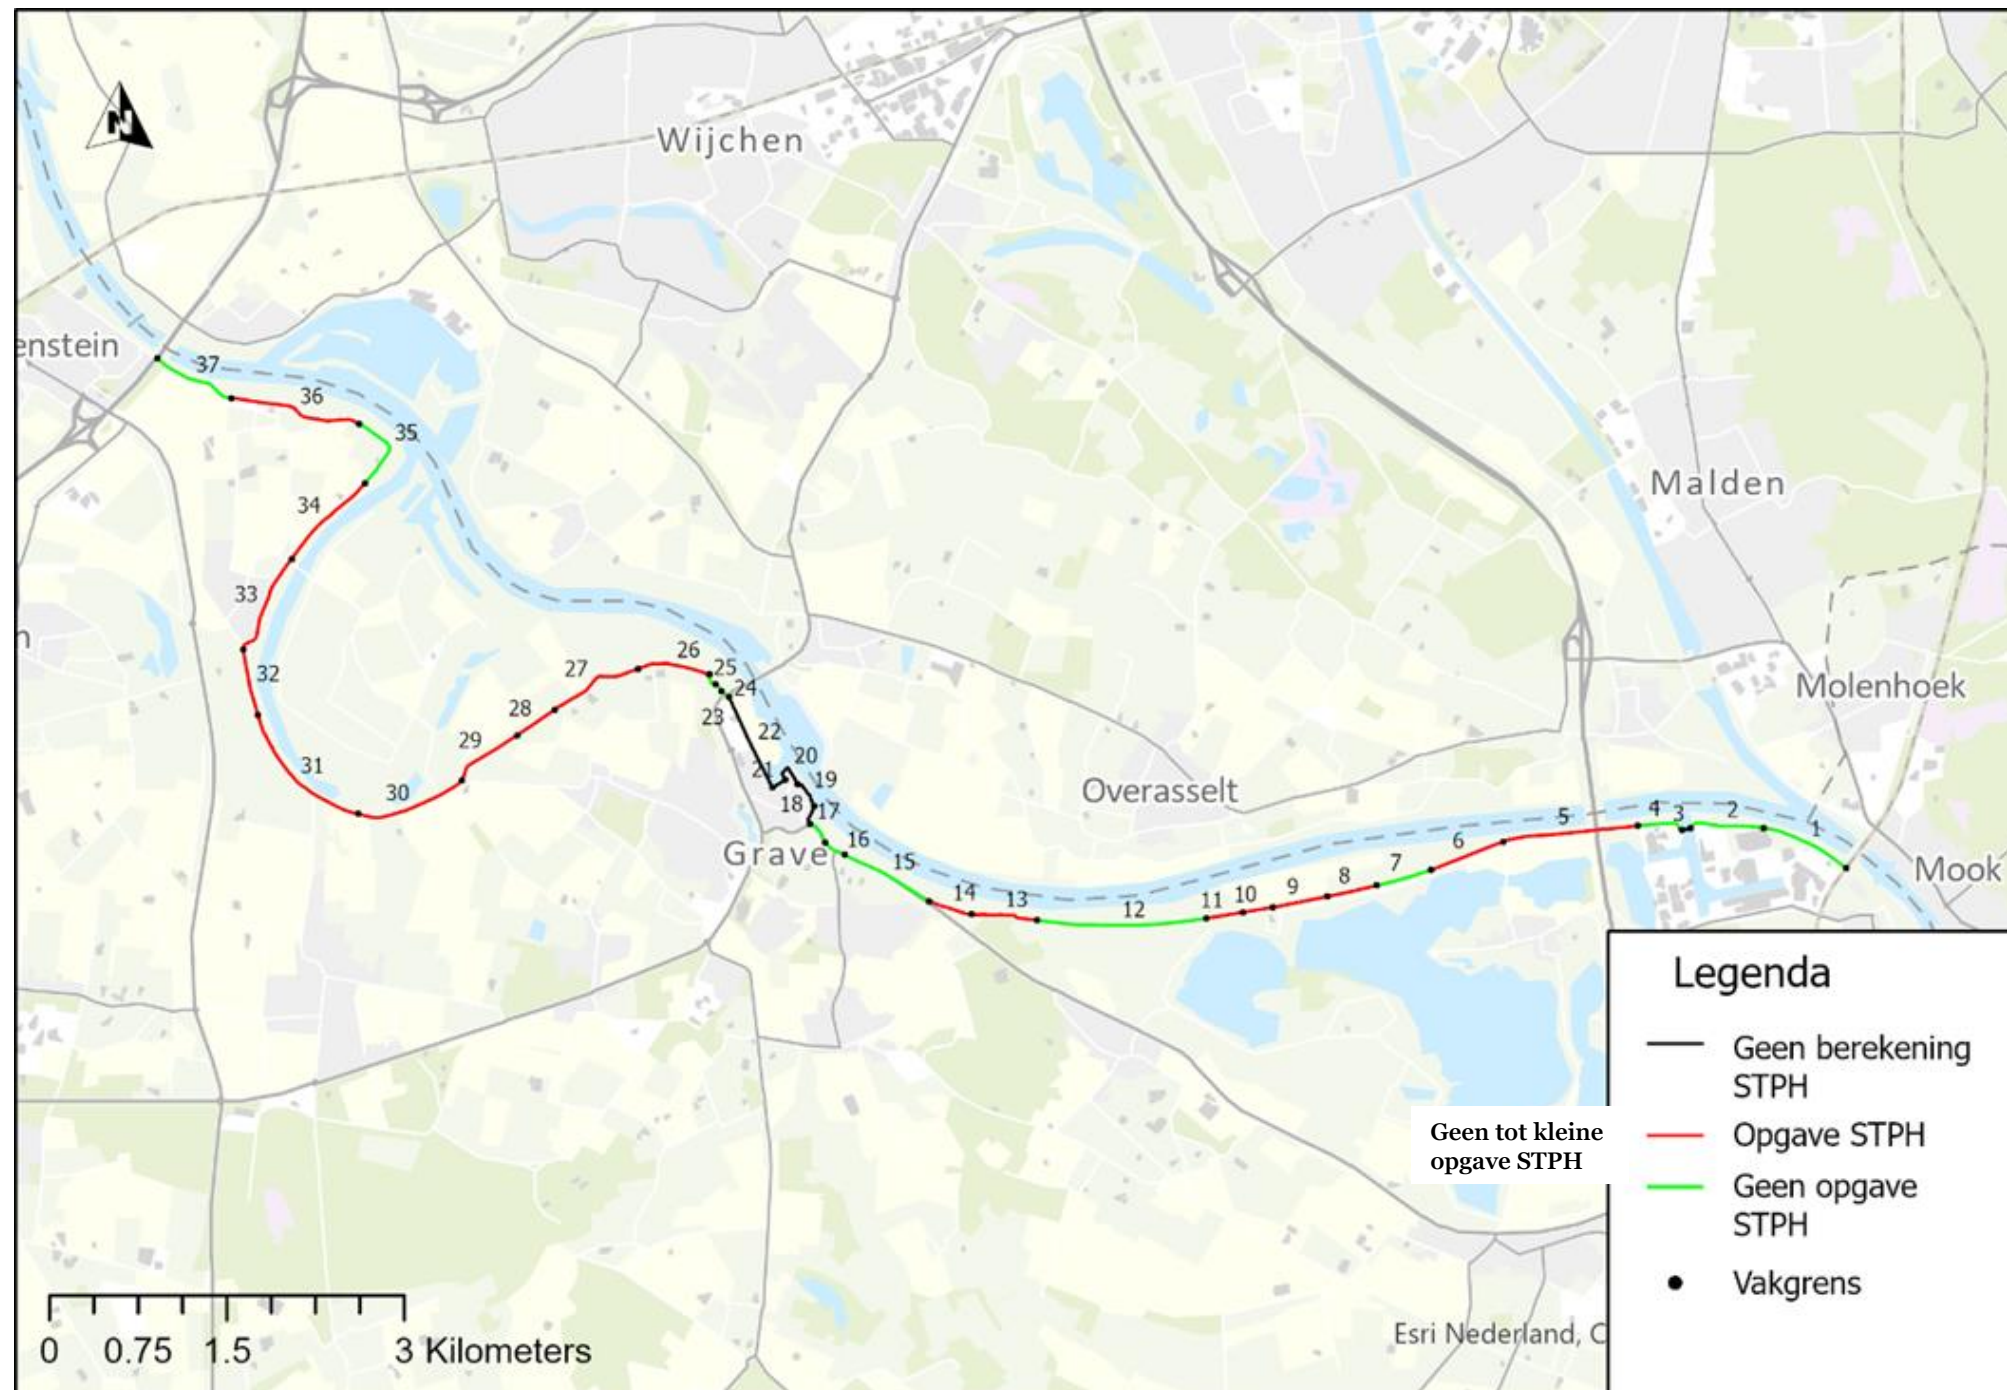 N
Wijchen
enstein
37
36
35
34
Malden
33
n
32
26
25
24
27
23
28
22
29
Molenhoek
31
30
21
20
19
18
17
Overasselt
Grave
16
15
14
13
12
11
10
9
8
7
6
5
4
3
2
1
Mook
Legenda
Geen berekening
STPH
Opgave STPH
Geen opgave
STPH
Vakgrens
Geen tot kleine
opgave STPH
0 0.75 1.5 3 Kilometers
Esri Nederland, C